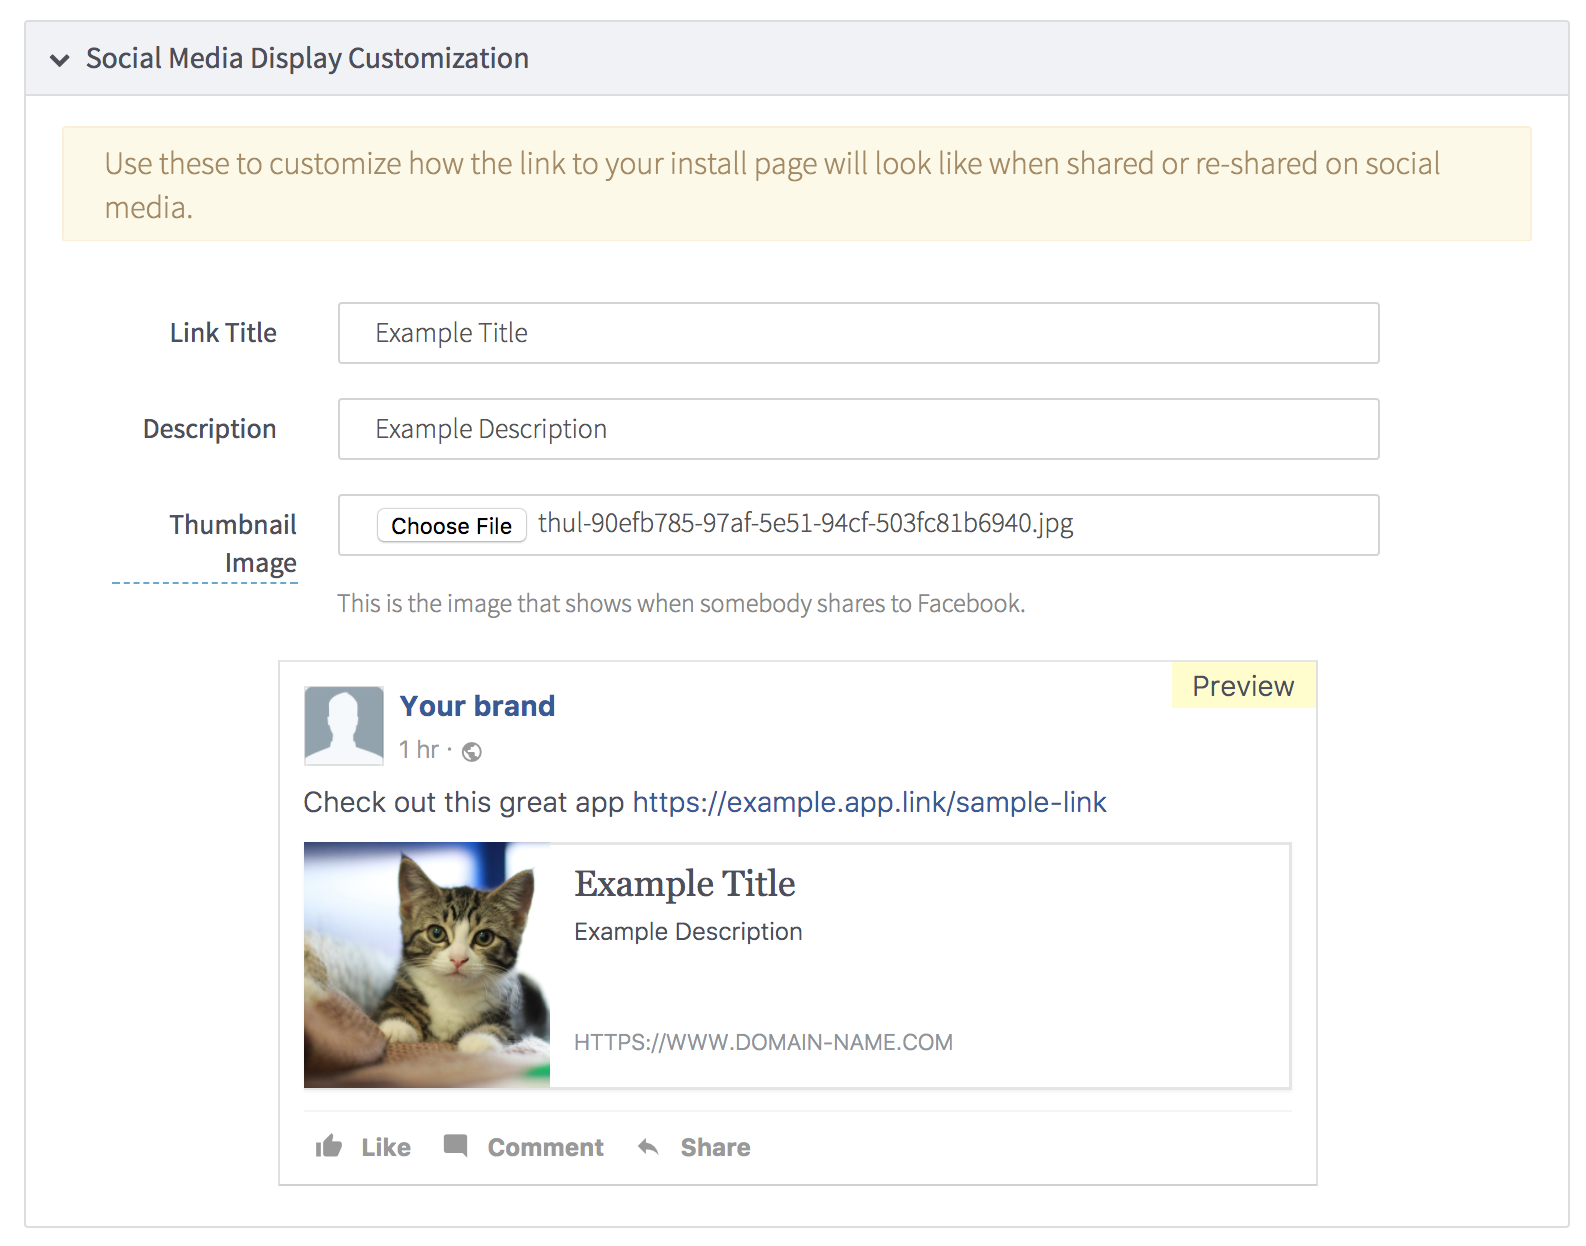 Social Media Display Customization
Use these to customize how the link to your install page will look like when shared or re-shared on social
media.
Link Title
Example Title
Description
Example Description
Thumbnail
Image
Choose File thul-90efb785-97af-5e51-94cf-503fc81b6940.jpg
This is the image that shows when somebody shares to Facebook.
Preview
Your brand
1 hr ·
Check out this great app https://example.app.link/sample-link
Example Title
Example Description
HTTPS://WWW.DOMAIN-NAME.COM
Like Comment Share